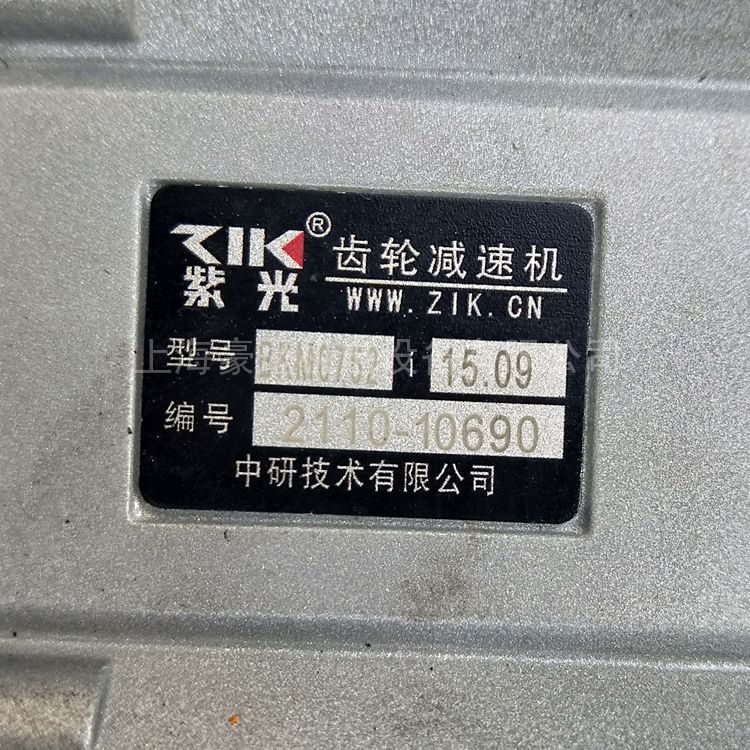 ZIK® 齿轮减速机
紫光 WWW.ZIK.CN
型号 BKM0752 i 15.09
编号 2110-10690
中研技术有限公司